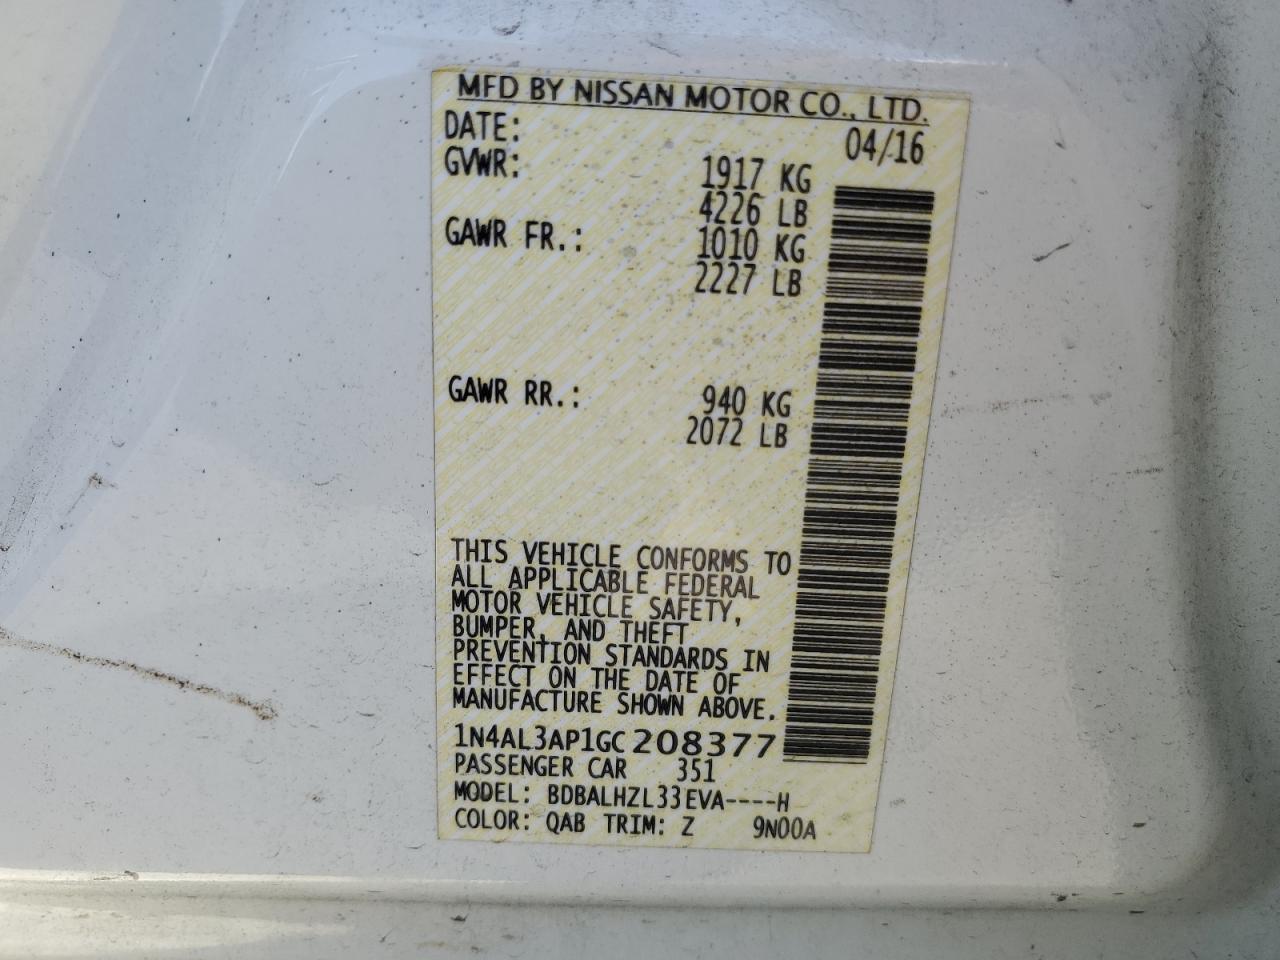 MFD BY NISSAN MOTOR CO., LTD.
DATE: 04/16
GVWR: 1917 KG
4226 LB
GAWR FR.: 1010 KG
2227 LB
GAWR RR.: 940 KG
2072 LB
THIS VEHICLE CONFORMS TO
ALL APPLICABLE FEDERAL
MOTOR VEHICLE SAFETY,
BUMPER, AND THEFT
PREVENTION STANDARDS IN
EFFECT ON THE DATE OF
MANUFACTURE SHOWN ABOVE.
1N4AL3AP1GC208377
PASSENGER CAR 351
MODEL: BDBALHZL33EVA----H
COLOR: QAB TRIM: Z 9N00A